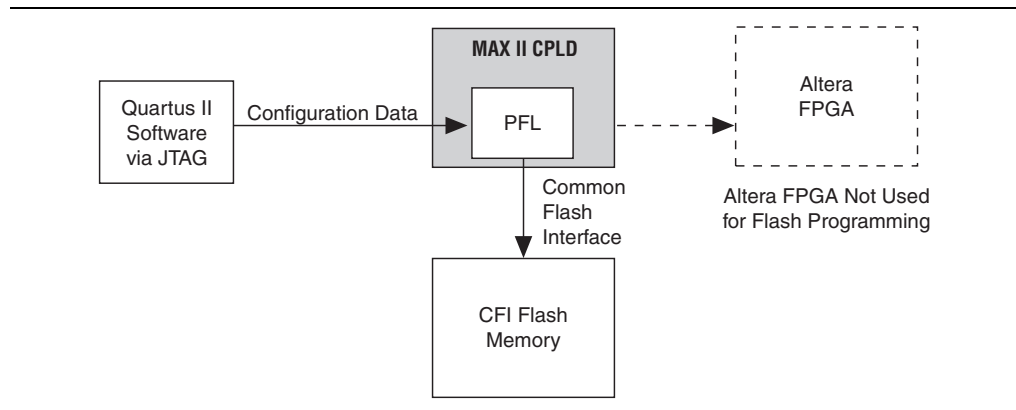 MAX II CPLD
Quartus II
Software
via JTAG
Configuration Data
PFL
Altera
FPGA
Common
Flash
Interface
Altera FPGA Not Used
for Flash Programming
CFI Flash
Memory